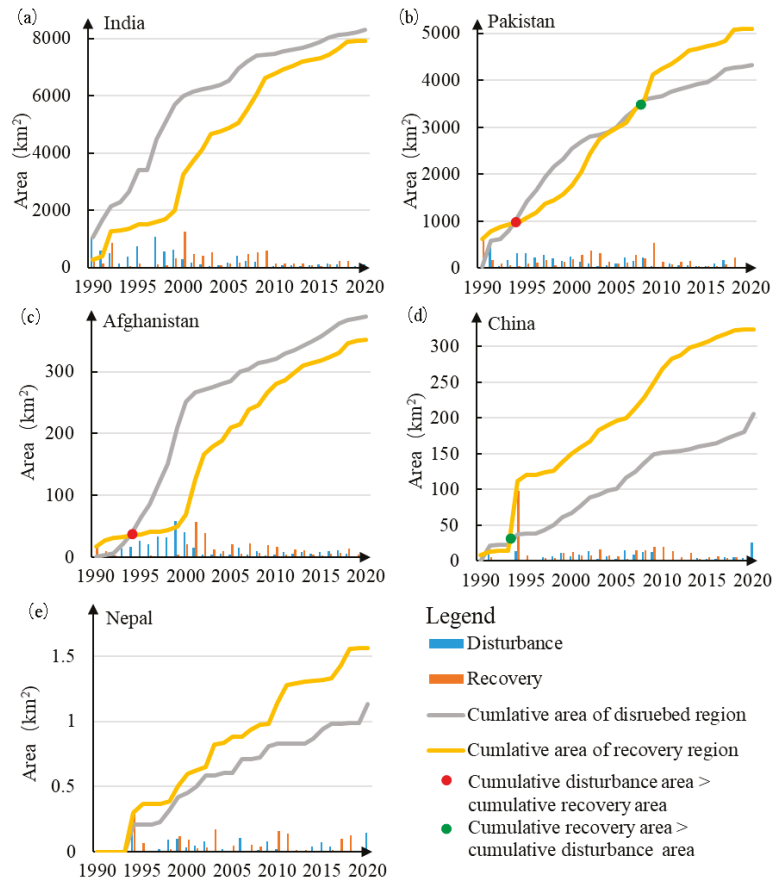 (a)
India
8000
6000
4000
2000
0
Area (km²)
1990 1995 2000 2005 2010 2015 2020
(b)
Pakistan
5000
4000
3000
2000
1000
0
Area (km²)
1990 1995 2000 2005 2010 2015 2020
(c)
Afghanistan
300
200
100
0
Area (km²)
1990 1995 2000 2005 2010 2015 2020
(d)
China
300
250
200
150
100
50
0
Area (km²)
1990 1995 2000 2005 2010 2015 2020
(e)
Nepal
1.5
1
0.5
0
Area (km²)
1990 1995 2000 2005 2010 2015 2020
Legend
Disturbance
Recovery
Cumlative area of disruebed region
Cumlative area of recovery region
Cumulative disturbance area >
cumulative recovery area
Cumulative recovery area >
cumulative disturbance area